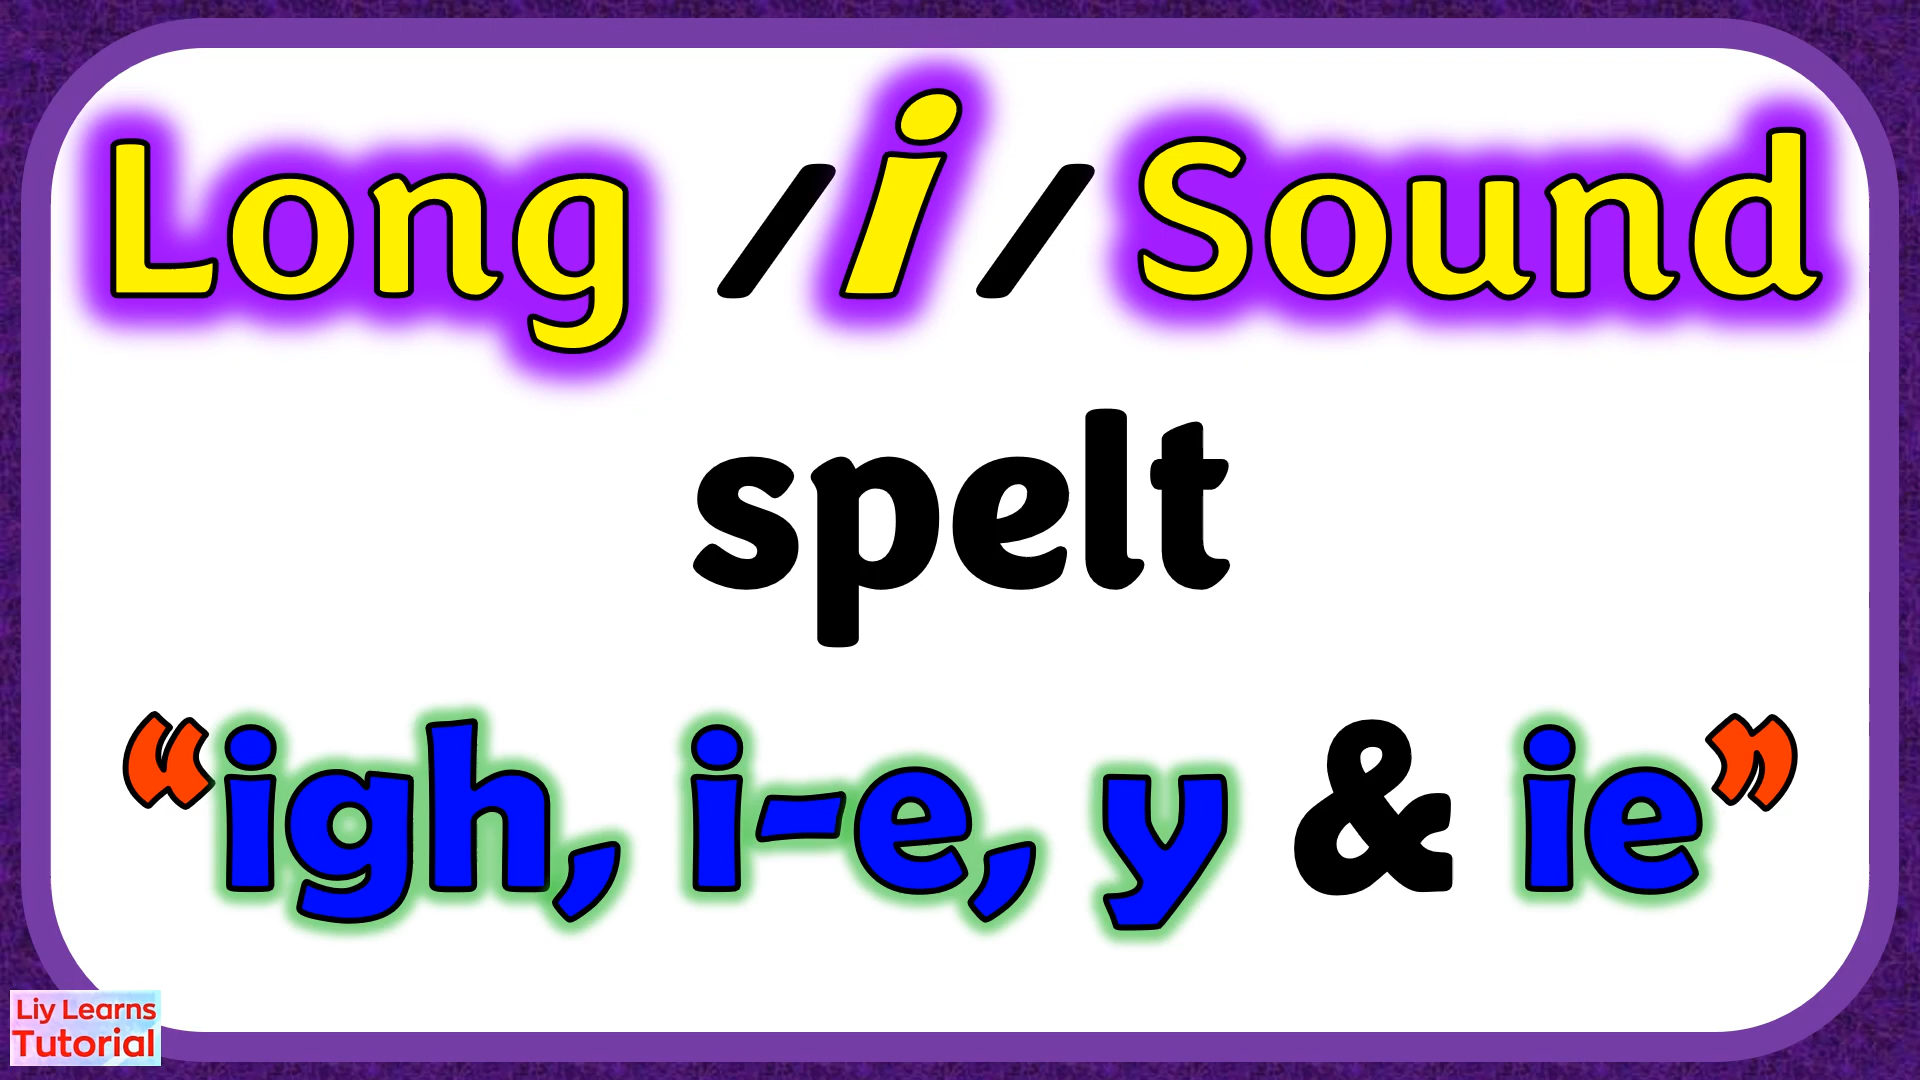 Long /i/ Sound
spelt
“igh, i-e, y & ie”
Liy Learns
Tutorial